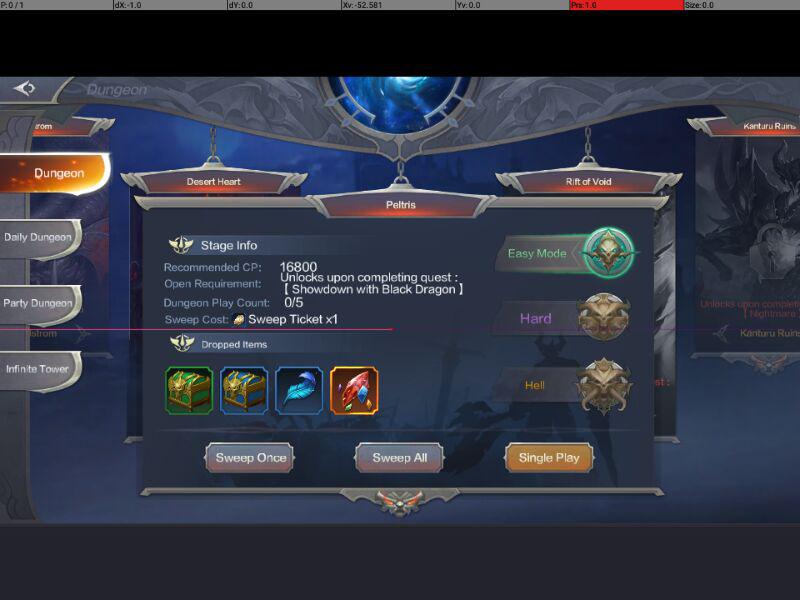 P: 0 / 1
dX: -1.0
dY: 0.0
Xv: -52.581
Yv: 0.0
Prs: 1.0
Size: 0.0
Dungeon
Kanturu Ruins
Dungeon
Desert Heart
Rift of Void
Peltris
Daily Dungeon
Stage Info
Easy Mode
Recommended CP: 16800
Open Requirement: Unlocks upon completing quest :
【 Showdown with Black Dragon 】
Party Dungeon
Dungeon Play Count: 0/5
Sweep Cost: Sweep Ticket x1
Hard
Kanturu Ruins
Dropped Items
Infinite Tower
Hell
Sweep Once
Sweep All
Single Play